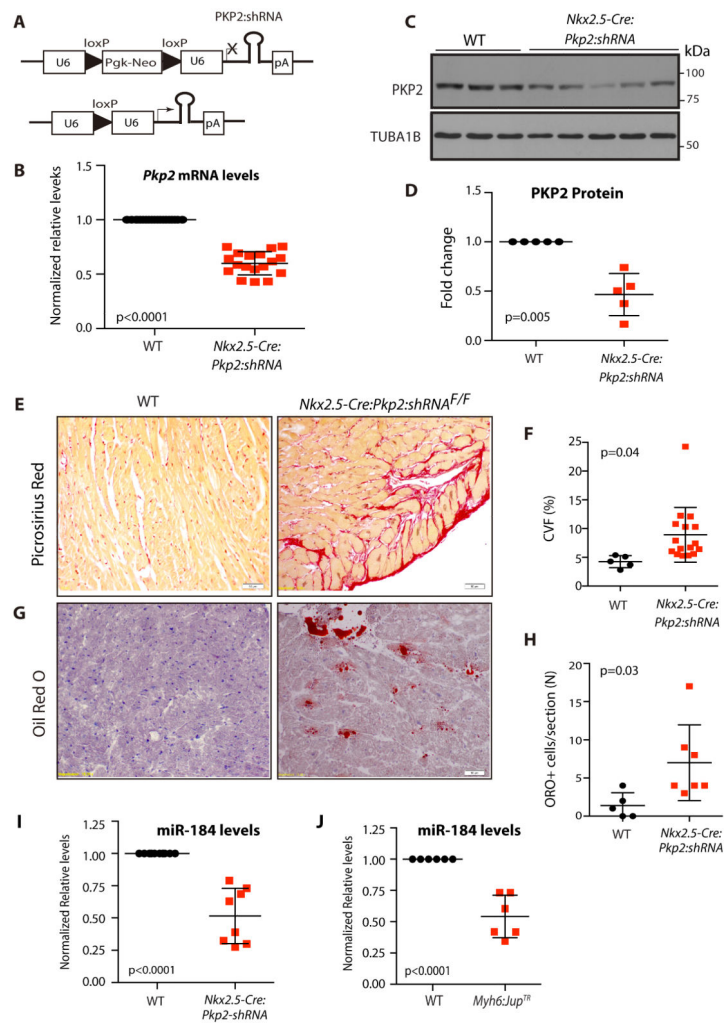 A
PKP2:shRNA
loxP loxP
U6 Pgk-Neo U6 pA
loxP
U6 U6 pA
B
Pkp2 mRNA levels
Normalized relative leveks
1.5
1.0
0.5
0.0
p<0.0001
WT
Nkx2.5-Cre:
Pkp2:shRNA
C
WT
Nkx2.5-Cre:
Pkp2:shRNA
kDa
PKP2
100
75
TUBA1B
50
D
PKP2 Protein
Fold change
1.5
1.0
0.5
0.0
p=0.005
WT
Nkx2.5-Cre:
Pkp2:shRNA
E
WT
Nkx2.5-Cre:Pkp2:shRNA^F/F
Picrosirius Red
F
p=0.04
CVF (%)
25
20
15
10
5
0
WT
Nkx2.5-Cre:
Pkp2:shRNA
G
Oil Red O
H
p=0.03
ORO+ cells/section (N)
20
15
10
5
0
WT
Nkx2.5-Cre:
Pkp2:shRNA
I
miR-184 levels
Normalized Relative levels
1.25
1.00
0.75
0.50
0.25
0.00
p<0.0001
WT
Nkx2.5-Cre:
Pkp2-shRNA
J
miR-184 levels
Normalized Relative levels
1.25
1.00
0.75
0.50
0.25
0.00
p<0.0001
WT
Myh6:Jup^TR